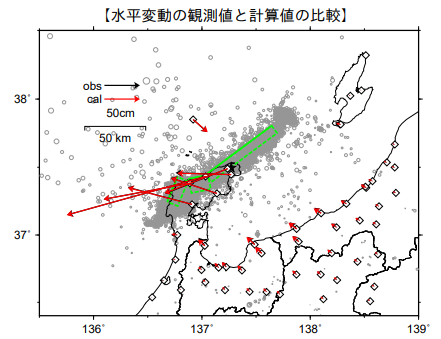 【水平変動の観測値と計算値の比較】
38˚
obs
cal
50cm
50 km
37˚
136˚ 137˚ 138˚ 139˚